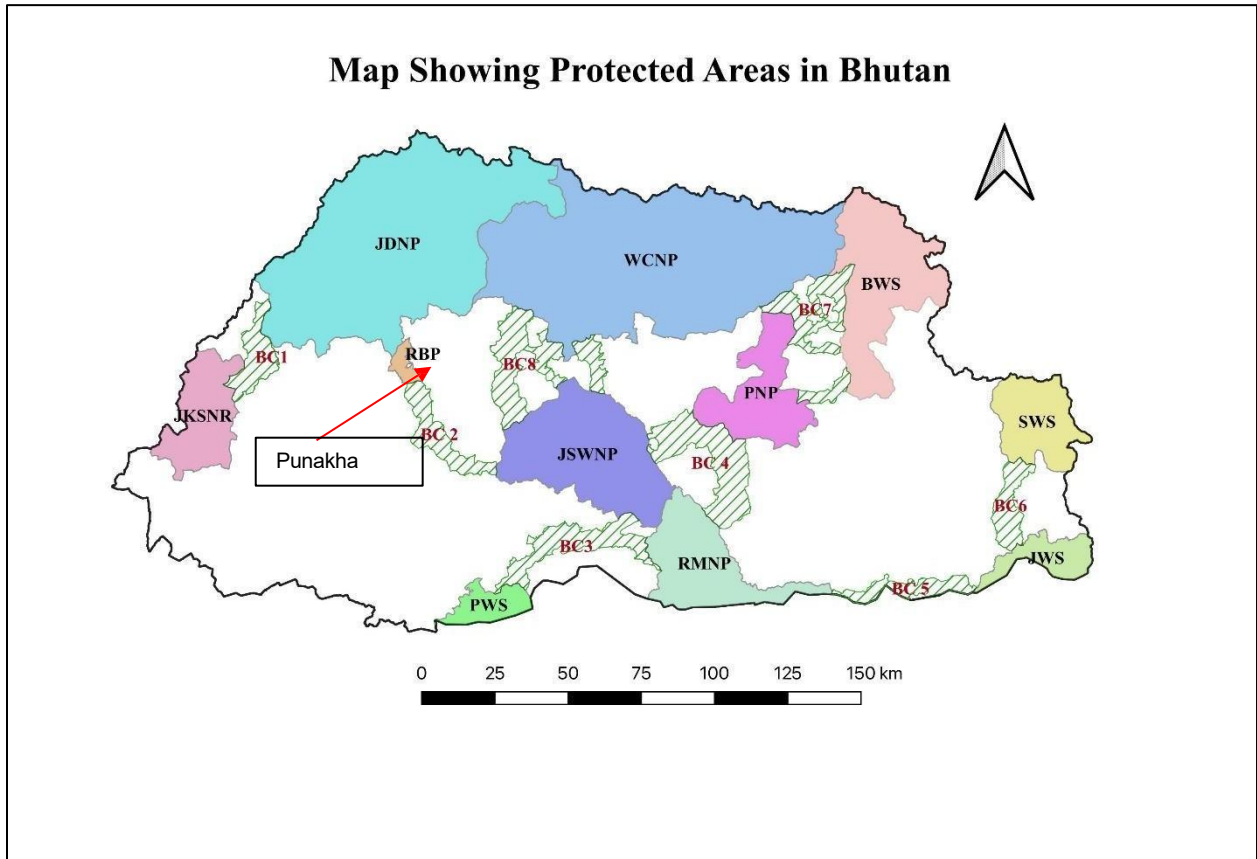 Map Showing Protected Areas in Bhutan
JDNP
WCNP
BWS
BC7
BC1
RBP
BC8
PNP
JKSNR
SWS
BC 2
Punakha
JSWNP
BC 4
BC6
BC3
RMNP
JWS
BC 5
PWS
0 25 50 75 100 125 150 km